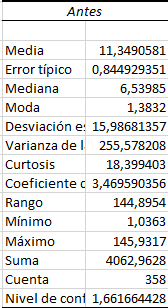 Antes
Media 11,3490581
Error típico 0,844929351
Mediana 6,53985
Moda 1,3832
Desviación es 15,98681357
Varianza de l 255,578208
Curtosis 18,399403
Coeficiente d 3,469590356
Rango 144,8954
Mínimo 1,0363
Máximo 145,9317
Suma 4062,9628
Cuenta 358
Nivel de conf 1,661664428